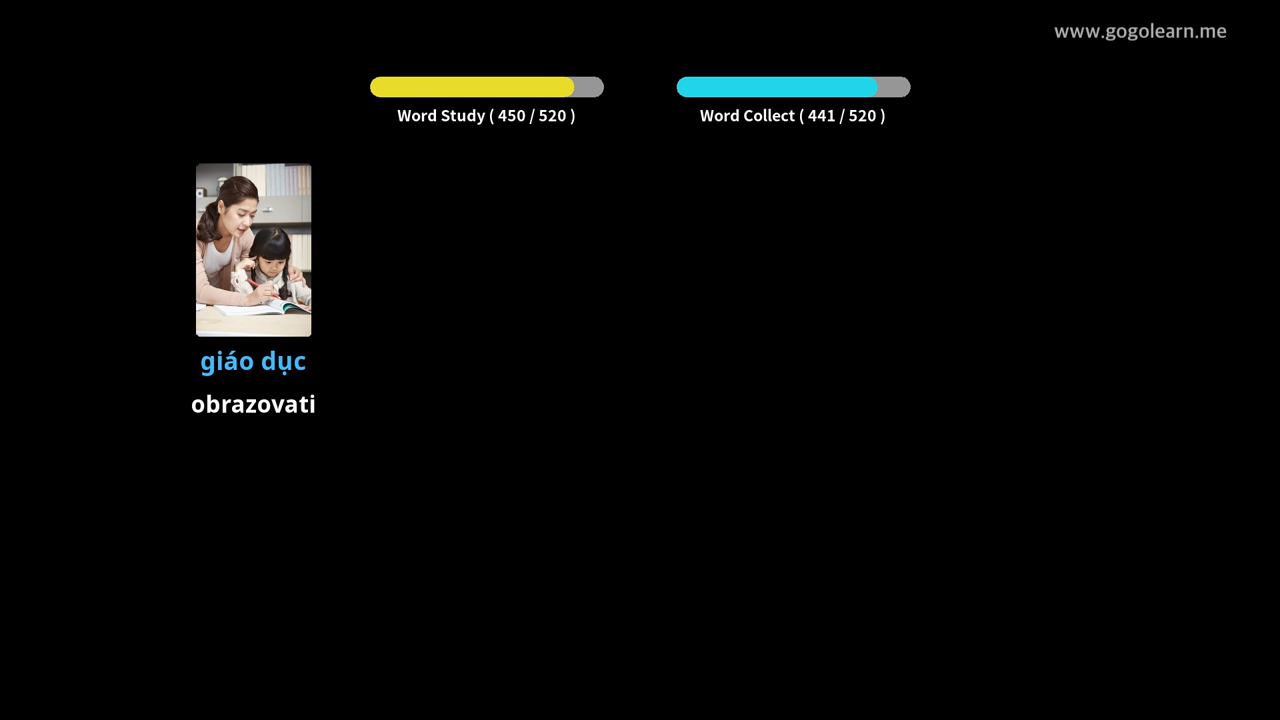 www.gogolearn.me
Word Study ( 450 / 520 )
Word Collect ( 441 / 520 )
giáo dục
obrazovati